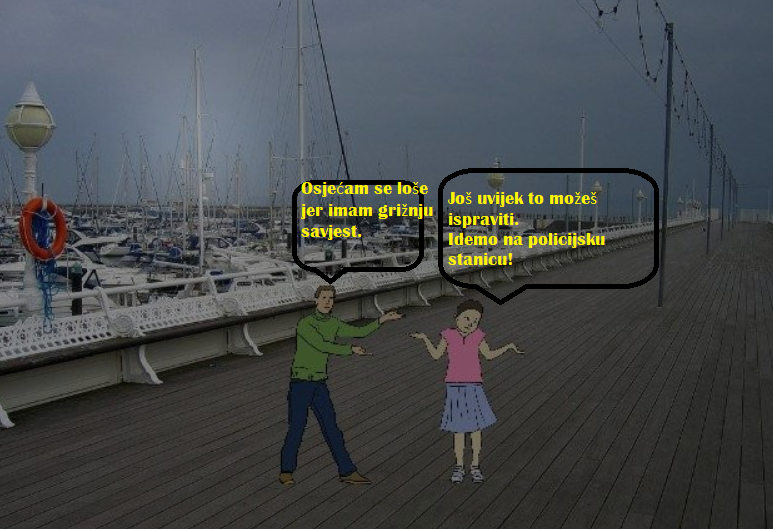 Osjećam se loše
jer imam grižnju
savjest.
Još uvijek to možeš
ispraviti.
Idemo na policijsku
stanicu!